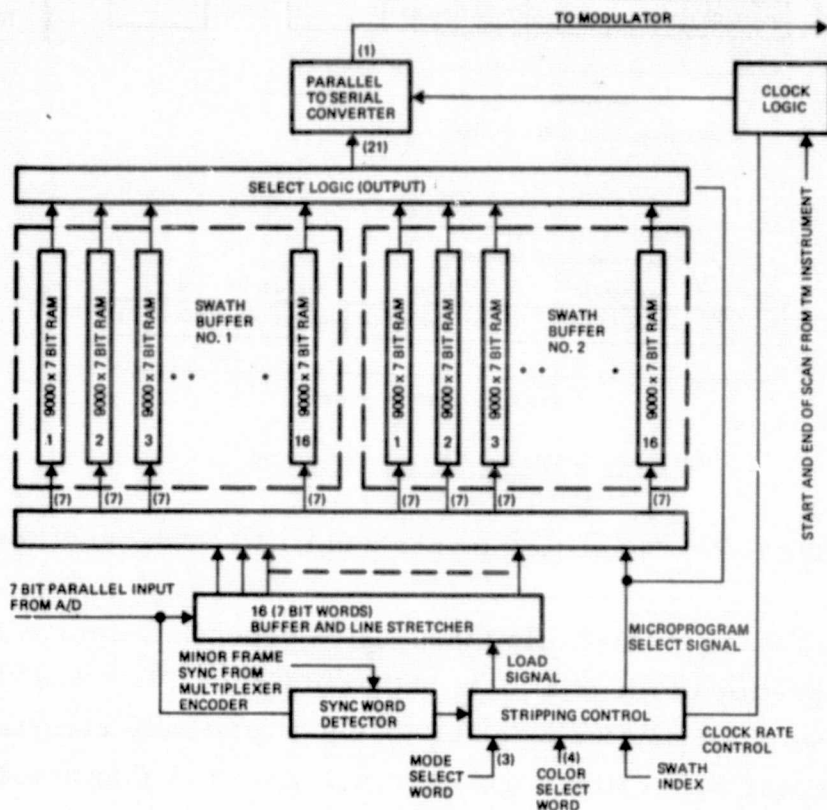 TO MODULATOR
(1)
PARALLEL
TO SERIAL
CONVERTER
CLOCK
LOGIC
(21)
SELECT LOGIC (OUTPUT)
9000 x 7 BIT RAM
1
9000 x 7 BIT RAM
2
9000 x 7 BIT RAM
3
SWATH
BUFFER
NO. 1
9000 x 7 BIT RAM
16
9000 x 7 BIT RAM
1
9000 x 7 BIT RAM
2
9000 x 7 BIT RAM
3
SWATH
BUFFER
NO. 2
9000 x 7 BIT RAM
16
START AND END OF SCAN FROM TM INSTRUMENT
(7) (7) (7) (7) (7) (7) (7) (7)
7 BIT PARALLEL INPUT
FROM A/D
16 (7 BIT WORDS)
BUFFER AND LINE STRETCHER
MICROPROGRAM
SELECT SIGNAL
MINOR FRAME
SYNC FROM
MULTIPLEXER
ENCODER
LOAD
SIGNAL
SYNC WORD
DETECTOR
STRIPPING CONTROL
CLOCK RATE
CONTROL
MODE
SELECT
WORD
(3)
(4)
COLOR
SELECT
WORD
SWATH
INDEX